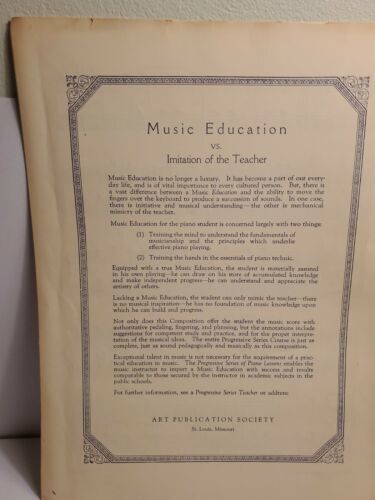 Music Education
VS.
Imitation of the Teacher
Music Education is no longer a luxury. It has become a part of our every-
day life, and is of vital importance to every cultured person. But, there is
a vast difference between a Music Education and the ability to move the
fingers over the keyboard to produce a succession of sounds. In one case,
there is initiative and musical understanding—the other is mechanical
mimicry of the teacher.
Music Education for the piano student is concerned largely with two things:
(1) Training the mind to understand the fundamentals of
musicianship and the principles which underlie
effective piano playing.
(2) Training the hands in the essentials of piano technic.
Equipped with a true Music Education, the student is materially assisted
in his own playing—he can draw on his store of accumulated knowledge
and make independent progress—he can understand and appreciate the
artistry of others.
Lacking a Music Education, the student can only mimic the teacher—there
is no musical inspiration—he has no foundation of music knowledge upon
which he can build and progress.
Not only does this Composition offer the student the music score with
authoritative pedaling, fingering, and phrasing, but the annotations include
suggestions for competent study and practice, and for the proper interpre-
tation of the musical ideas. The entire Progressive Series Course is just as
complete, just as sound pedagogically and musically as this composition.
Exceptional talent in music is not necessary for the acquirement of a prac-
tical education in music. The Progressive Series of Piano Lessons enables the
music instructor to impart a Music Education with success and results
comparable to those secured by the instructor in academic subjects in the
public schools.
For further information, see a Progressive Series Teacher or address:
ART PUBLICATION SOCIETY
St. Louis, Missouri